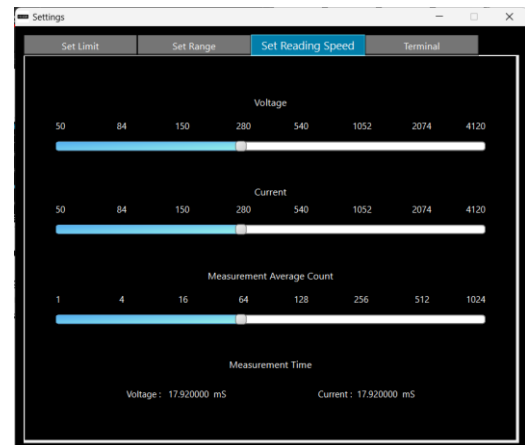 Settings
Set Limit Set Range Set Reading Speed Terminal
Voltage
50 84 150 280 540 1052 2074 4120
Current
50 84 150 280 540 1052 2074 4120
Measurement Average Count
1 4 16 64 128 256 512 1024
Measurement Time
Voltage : 17.920000 mS Current : 17.920000 mS